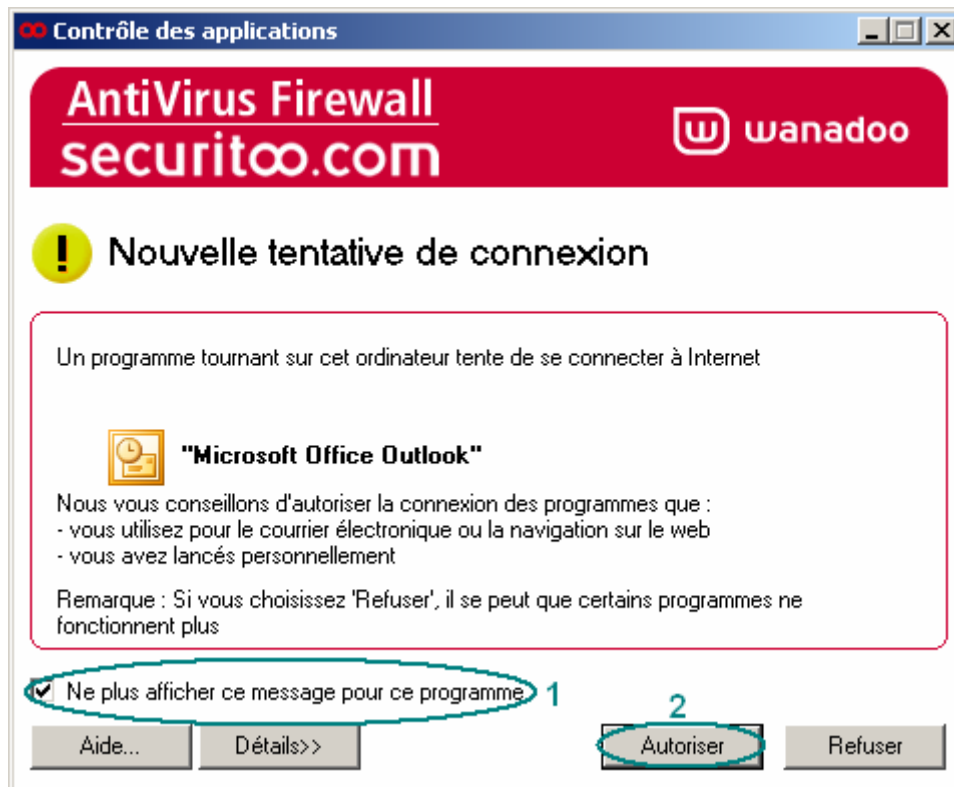 Contrôle des applications
AntiVirus Firewall
securitoo.com
w wanadoo
! Nouvelle tentative de connexion
Un programme tournant sur cet ordinateur tente de se connecter à Internet
"Microsoft Office Outlook"
Nous vous conseillons d'autoriser la connexion des programmes que :
- vous utilisez pour le courrier électronique ou la navigation sur le web
- vous avez lancés personnellement
Remarque : Si vous choisissez 'Refuser', il se peut que certains programmes ne
fonctionnent plus
Ne plus afficher ce message pour ce programme 1
2
Aide... Détails>> Autoriser Refuser